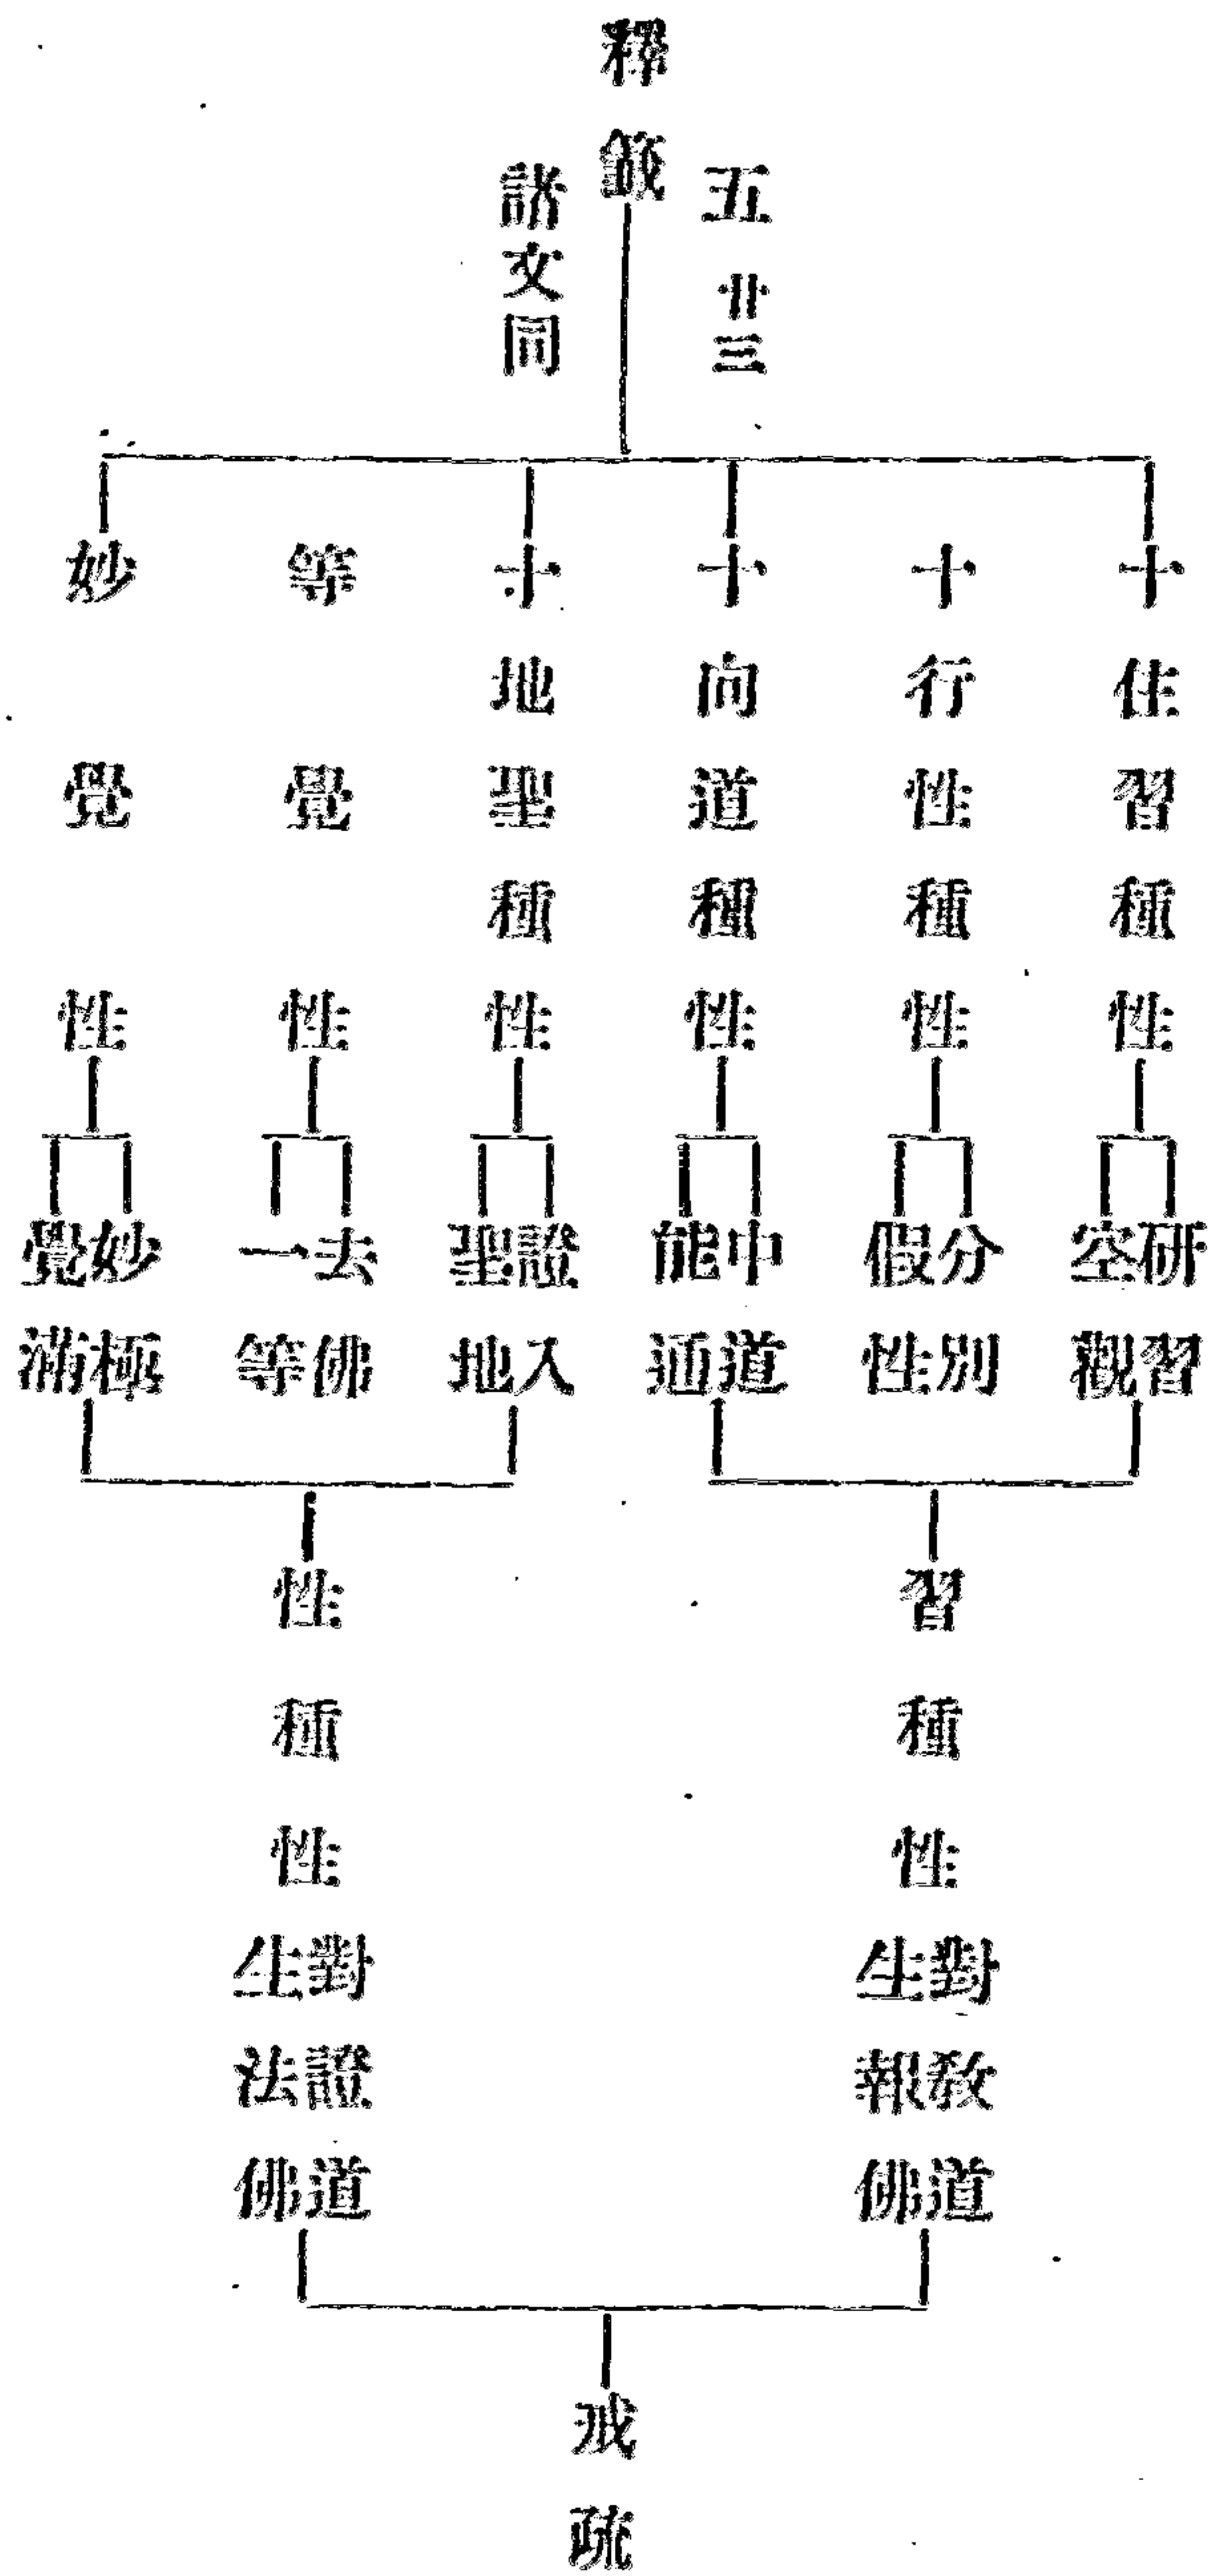 釋籤
五 廿三
諸文同
十住習種性
研習
空觀
十行性種性
分別
假性
十向道種性
中道
能通
十地聖種性
證入
聖地
等覺性
去佛
一等
妙覺性
妙極
覺滿
習種性
對教道
生報佛
性種性
對證道
生法佛
戒疏